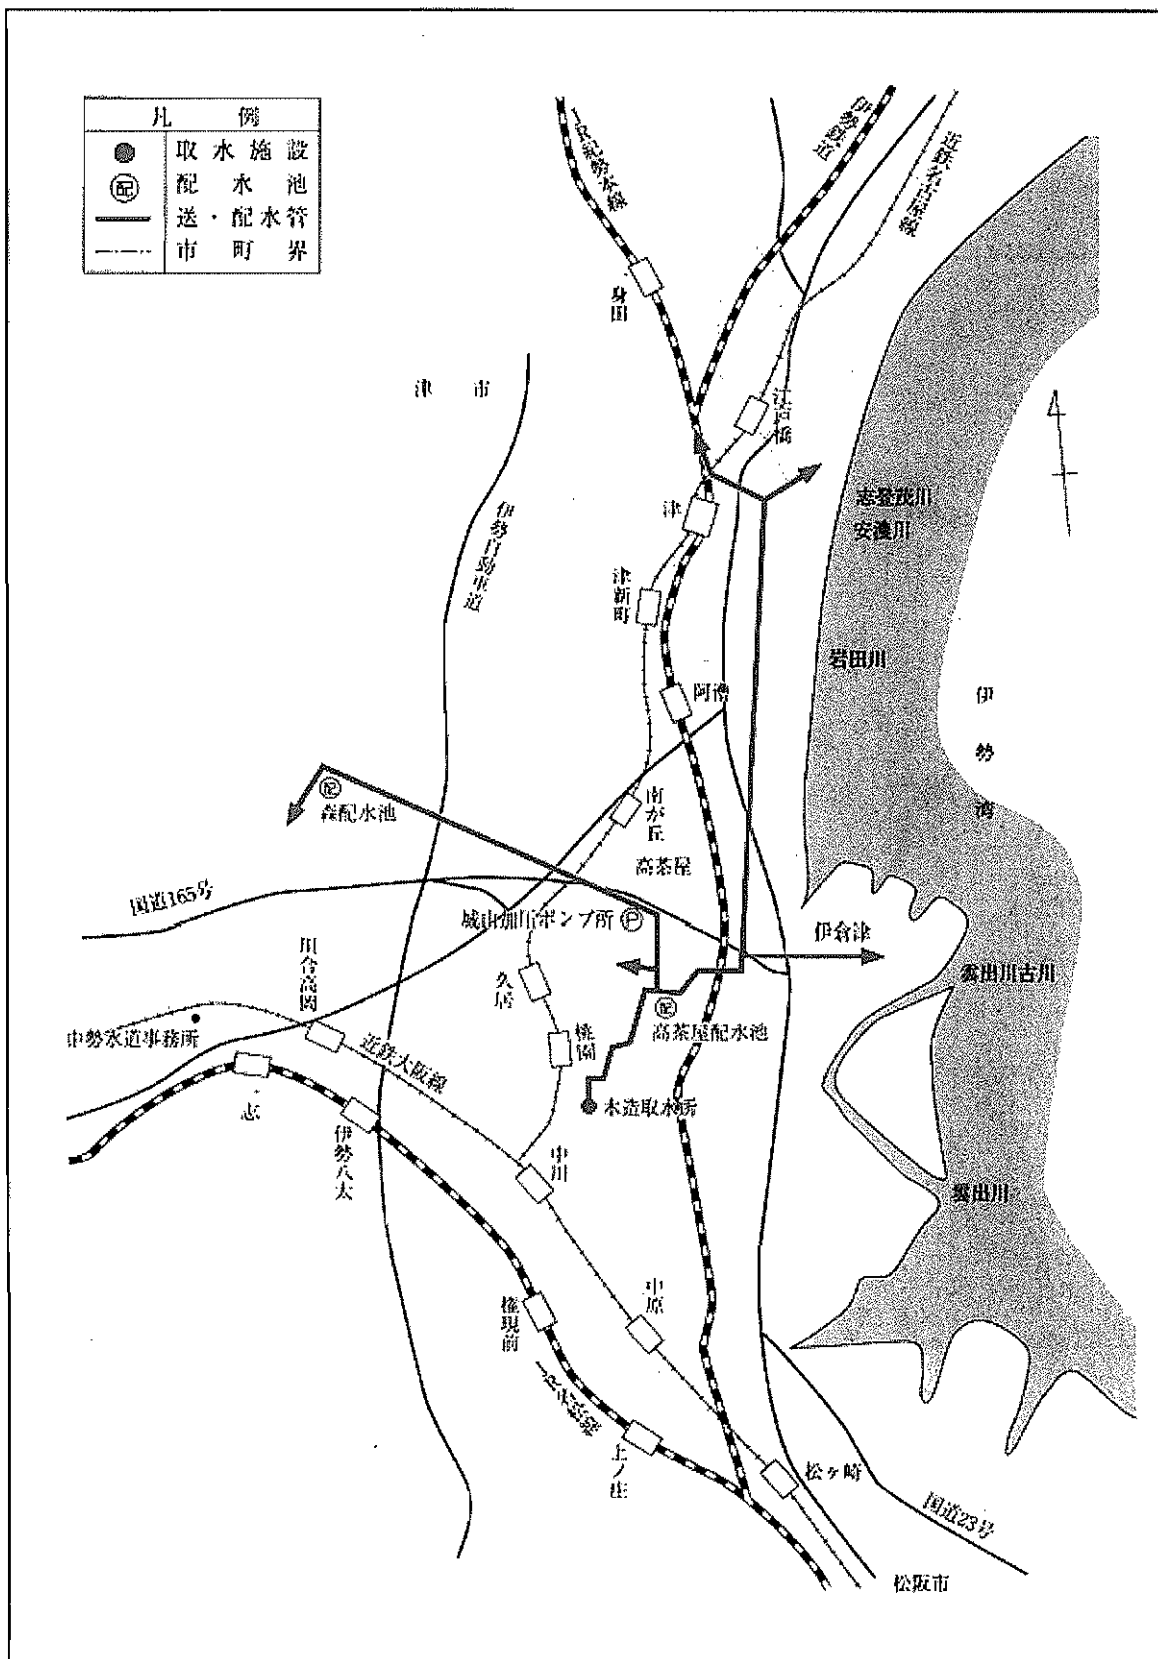 凡例
取水施設
配 配水池
送・配水管
市町界
伊勢鉄道
近鉄名古屋線
身田
津市
江戸橋
志登茂川
安濃川
津
伊勢自動車道
津新町
岩田川
阿漕
伊勢湾
配
森配水池
南が丘
高茶屋
国道165号
城山加圧ポンプ所 P
伊倉津
川合高岡
久居
雲出川古川
配
中勢水道事務所
桃園
高茶屋配水池
近鉄大阪線
志
木造取水所
伊勢八太
中川
雲出川
権現前
中原
上ノ庄
松ヶ崎
国道23号
松阪市